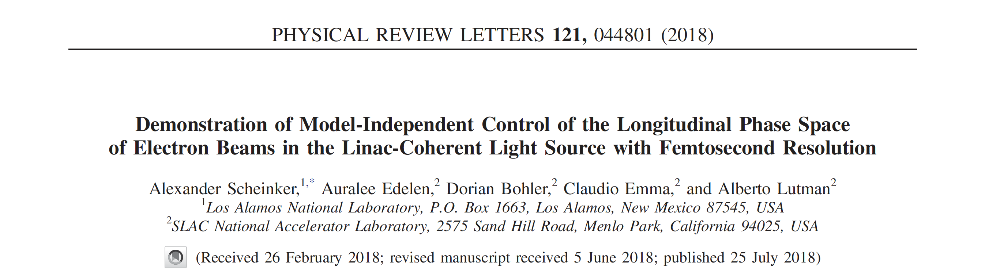 PHYSICAL REVIEW LETTERS 121, 044801 (2018)
Demonstration of Model-Independent Control of the Longitudinal Phase Space
of Electron Beams in the Linac-Coherent Light Source with Femtosecond Resolution
Alexander Scheinker,1,* Auralee Edelen,2 Dorian Bohler,2 Claudio Emma,2 and Alberto Lutman2
1Los Alamos National Laboratory, P.O. Box 1663, Los Alamos, New Mexico 87545, USA
2SLAC National Accelerator Laboratory, 2575 Sand Hill Road, Menlo Park, California 94025, USA
(Received 26 February 2018; revised manuscript received 5 June 2018; published 25 July 2018)